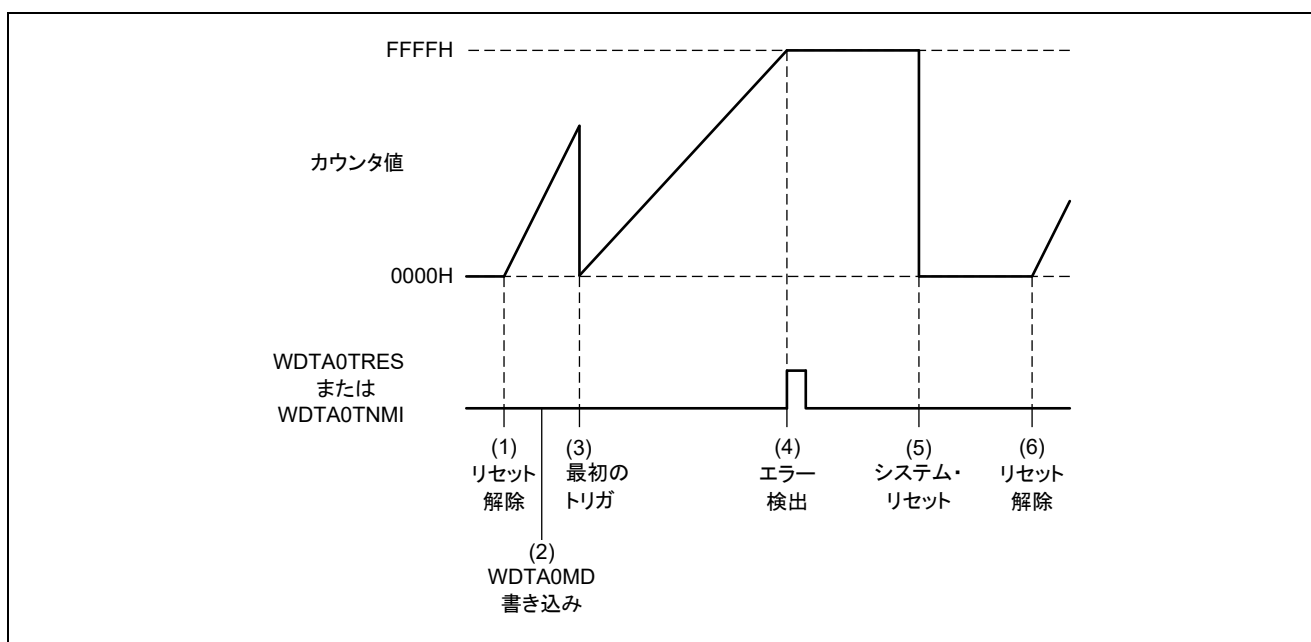 FFFFH
カウンタ値
0000H
WDTA0TRES
または
WDTA0TNMI
(1)
リセット
解除
(2)
WDTA0MD
書き込み
(3)
最初の
トリガ
(4)
エラー
検出
(5)
システム・
リセット
(6)
リセット
解除